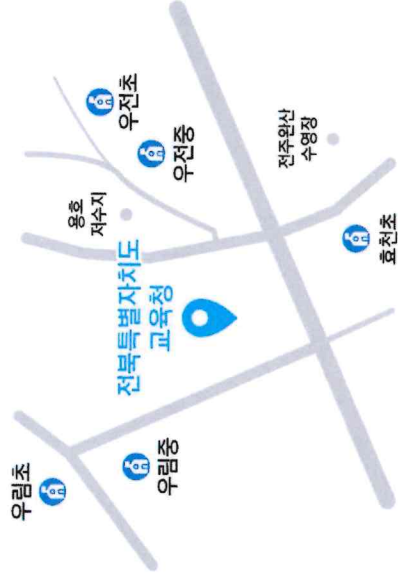 우림초
우림중
전북특별자치도
교육청
용호
저수지
우전초
우전중
전주완산
수영장
효천초